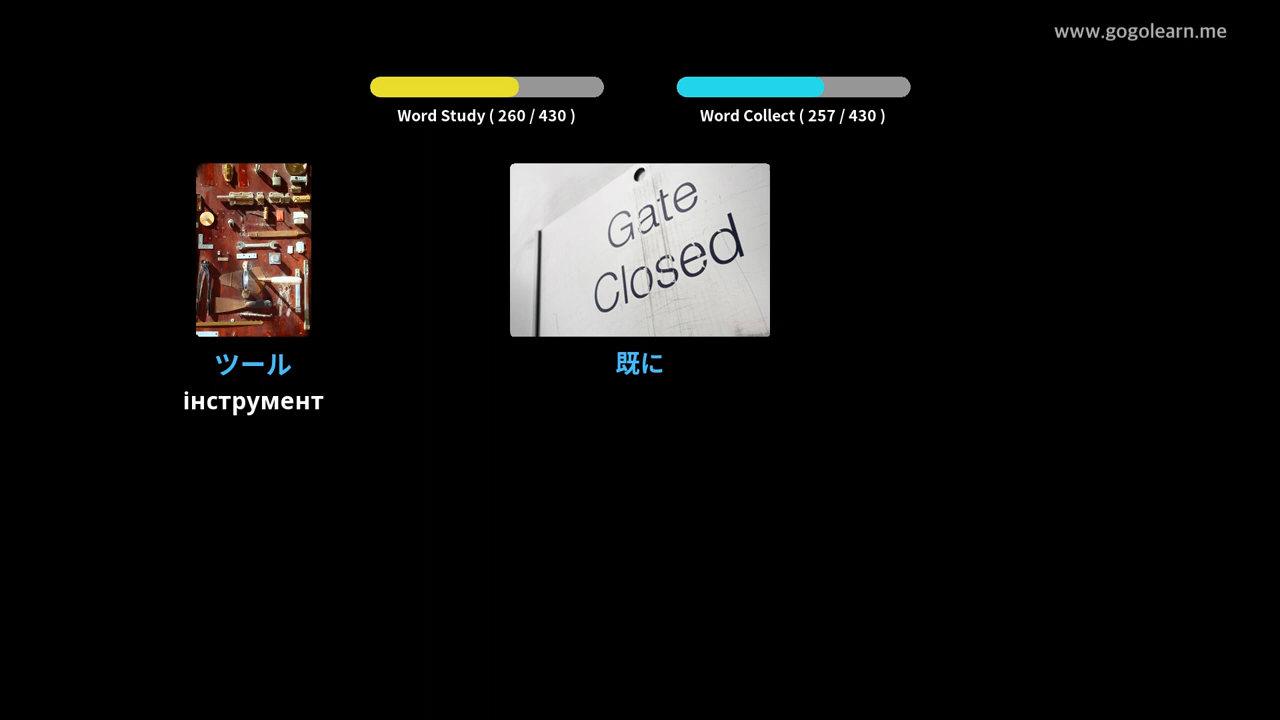 www.gogolearn.me
Word Study ( 260 / 430 )
Word Collect ( 257 / 430 )
Gate
Closed
ツール
既に
інструмент